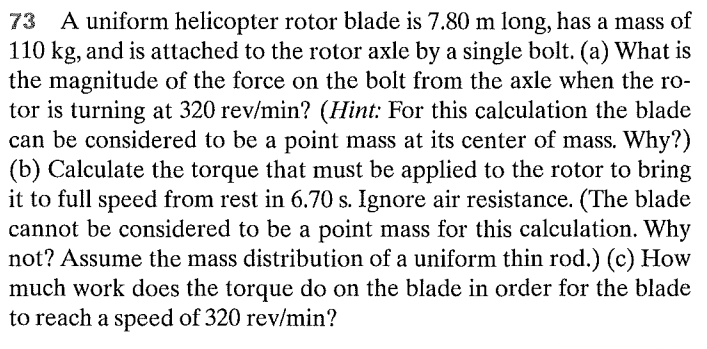 73 A uniform helicopter rotor blade is 7.80 m long, has a mass of
110 kg, and is attached to the rotor axle by a single bolt. (a) What is
the magnitude of the force on the bolt from the axle when the ro-
tor is turning at 320 rev/min? (Hint: For this calculation the blade
can be considered to be a point mass at its center of mass. Why?)
(b) Calculate the torque that must be applied to the rotor to bring
it to full speed from rest in 6.70 s. Ignore air resistance. (The blade
cannot be considered to be a point mass for this calculation. Why
not? Assume the mass distribution of a uniform thin rod.) (c) How
much work does the torque do on the blade in order for the blade
to reach a speed of 320 rev/min?